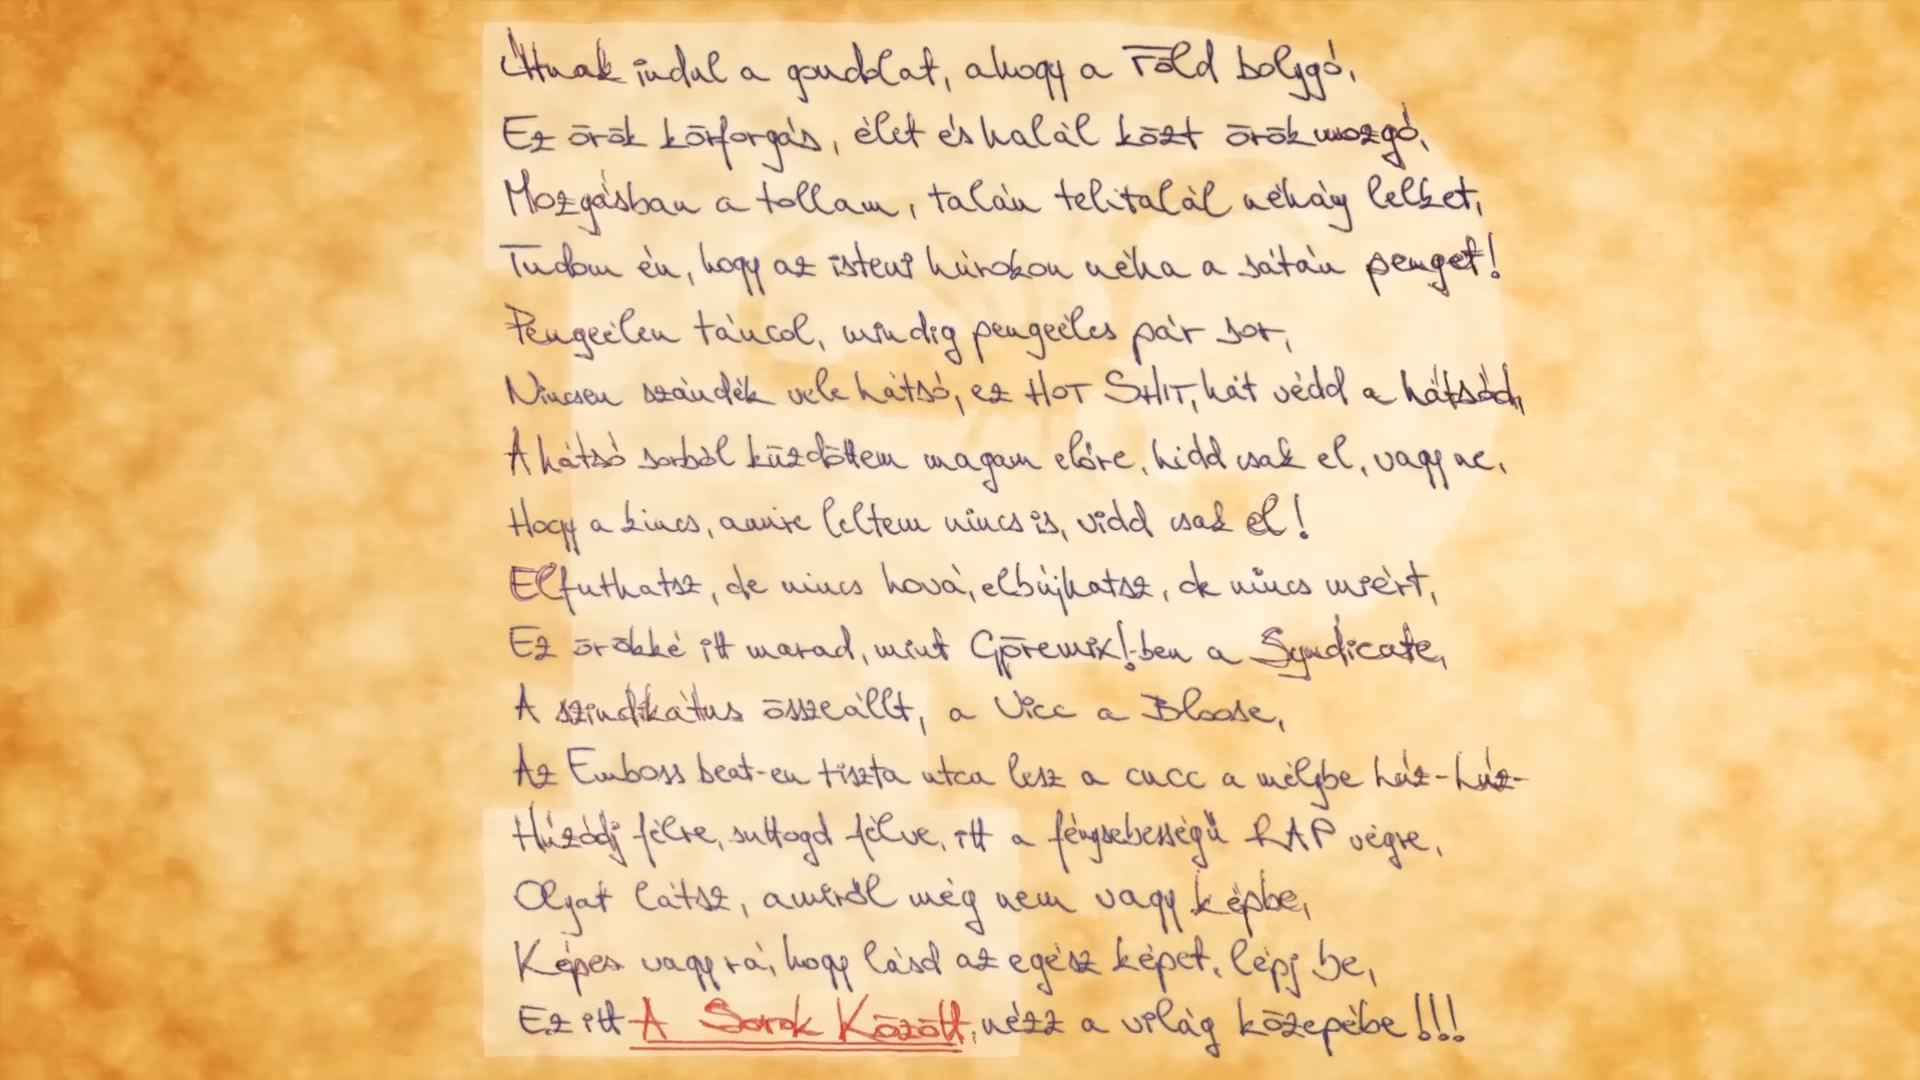 Útnak indul a gondolat, ahogy a Föld bolygó,
Ez örök körforgás, élet és halál közt örökmozgó,
Mozgásban a tollam, talán telitalál néhány lelket,
Tudom én, hogy az isteni húrokon néha a sátán penget!
Pengeélen táncol, mindig pengeéles pár sor,
Nincsen szándék vele hátsó, ez HOT SHIT, hát védd a hátsód,
A hátsó sorból küzdöttem magam előre, hidd csak el, vagy ne,
Hogy a kincs, amire leltem nincs is, vidd csak el!
Elfuthatsz, de nincs hová, elbújhatsz, de nincs miért,
Ez örökké itt marad, mint Gőremix!-ben a Syndicate,
A szindikátus összeállt, a Vicc a Bloose,
Az Emboss beat-en tiszta utca lesz a cucc a mélybe húz-húz-
Húzódj félre, suttogd félve, itt a fénysebességű RAP végre,
Olyat látsz, amiről még nem vagy képbe,
Képes vagy rá, hogy lásd az egész képet, lépj be,
Ez itt A Sorok Között, nézz a világ közepébe!!!